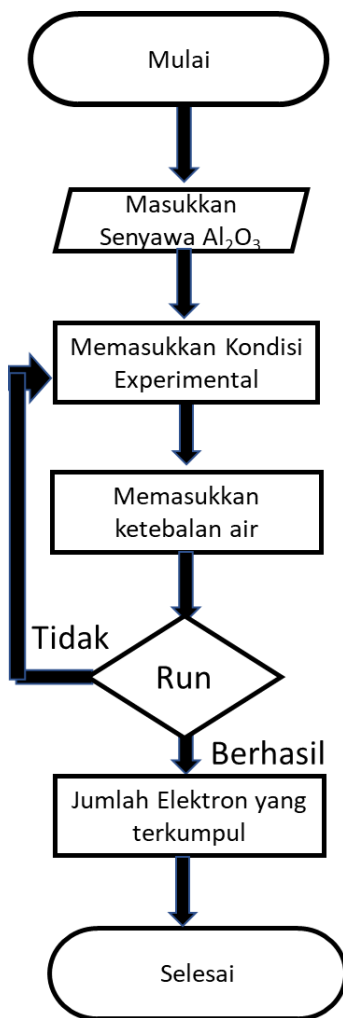 Mulai
Masukkan
Senyawa Al₂O₃
Memasukkan Kondisi
Experimental
Memasukkan
ketebalan air
Tidak
Run
Berhasil
Jumlah Elektron yang
terkumpul
Selesai